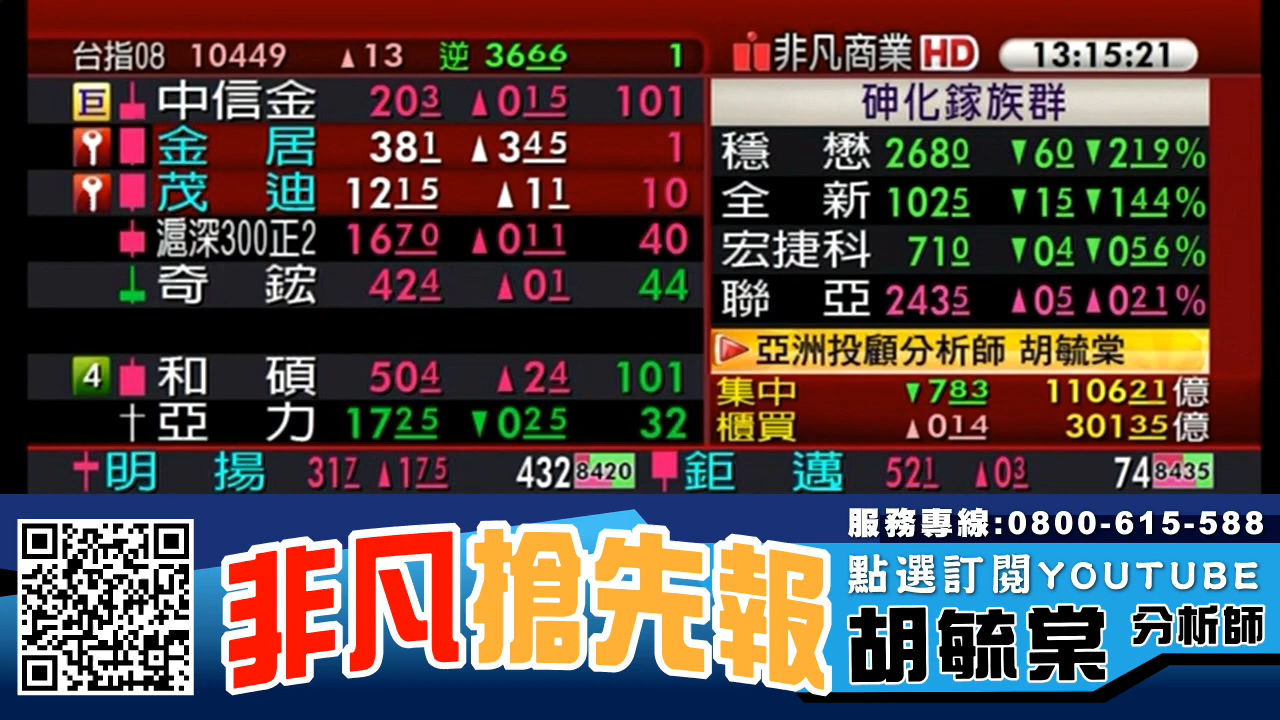 台指08 10449 ▲13 逆 3666 1
非凡商業HD 13:15:21
巨 中信金 203 ▲015 101
金居 381 ▲345 1
茂迪 1215 ▲11 10
滬深300正2 1670 ▲011 40
奇鋐 424 ▲01 44
4 和碩 504 ▲24 101
亞力 1725 ▼025 32
砷化鎵族群
穩懋 2680 ▼60 ▼219%
全新 1025 ▼15 ▼144%
宏捷科 710 ▼04 ▼056%
聯亞 2435 ▲05 ▲021%
亞洲投顧分析師 胡毓棠
集中 ▼783 110621億
櫃買 ▲014 30135億
明揚 317 ▲175 432 8420 鉅邁 521 ▲03 74 8435
非凡搶先報
服務專線:0800-615-588
點選訂閱YOUTUBE
胡毓棠 分析師